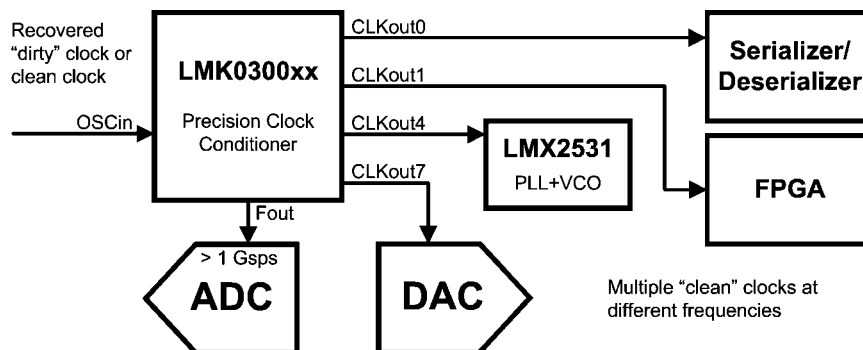 Recovered
“dirty” clock or
clean clock
OSCin
LMK0300xx
Precision Clock
Conditioner
CLKout0
CLKout1
CLKout4
CLKout7
Fout
Serializer/
Deserializer
LMX2531
PLL+VCO
FPGA
> 1 Gsps
ADC
DAC
Multiple “clean” clocks at
different frequencies